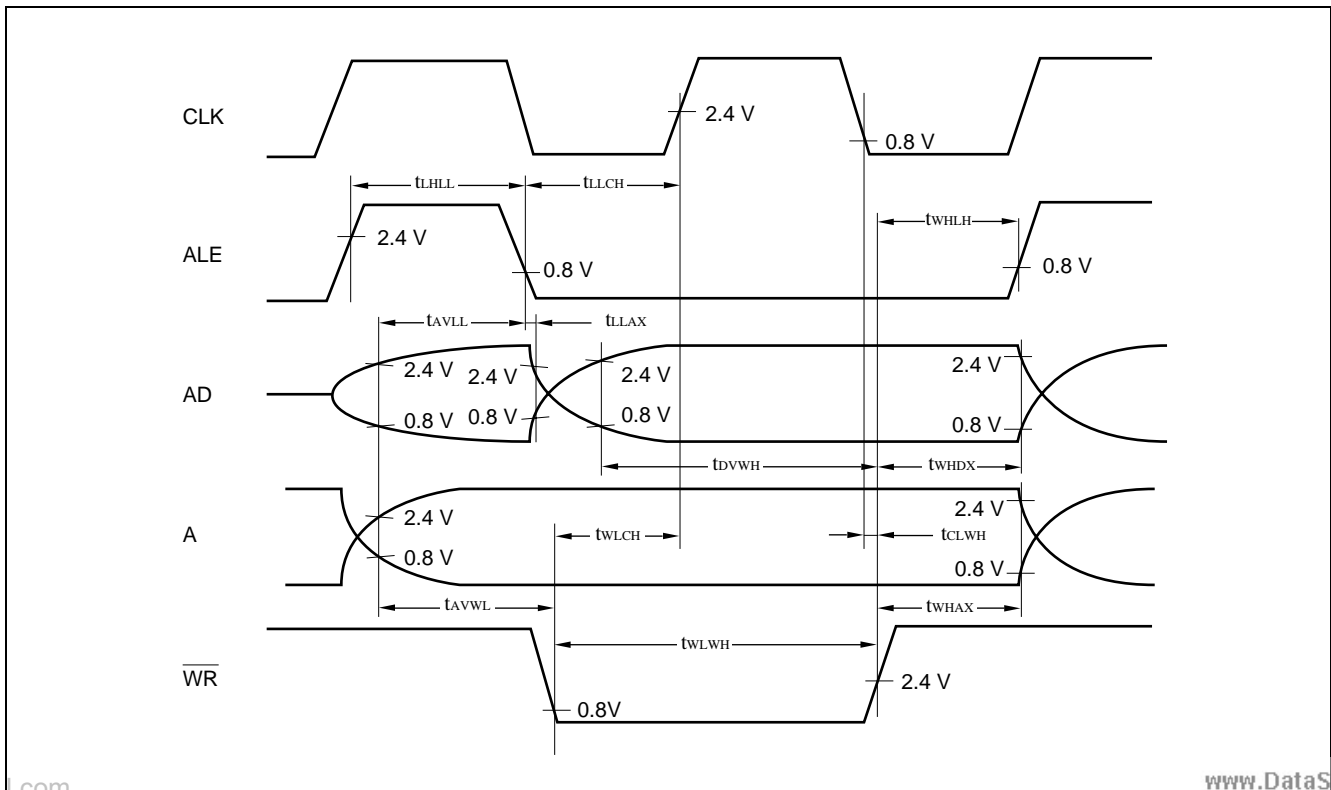 CLK
2.4 V
0.8 V
tLHLL
tLLCH
tWHLH
ALE
2.4 V
0.8 V
0.8 V
tAVLL
tLLAX
AD
2.4 V
2.4 V
2.4 V
2.4 V
0.8 V
0.8 V
0.8 V
0.8 V
tDVWH
tWHDX
A
2.4 V
2.4 V
tWLCH
tCLWH
0.8 V
0.8 V
tAVWL
tWHAX
WR
tWLWH
2.4 V
0.8V
www.DataS